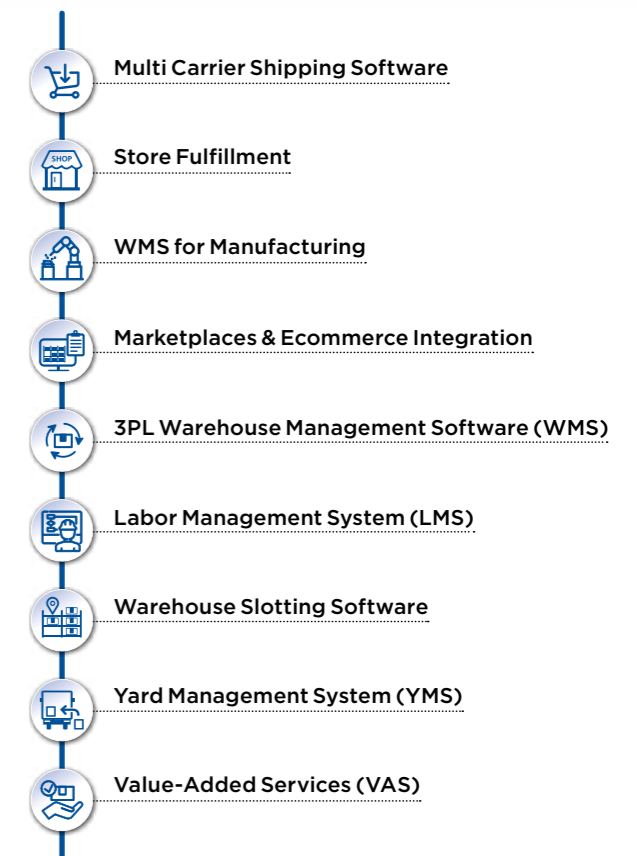 Multi Carrier Shipping Software
SHOP
Store Fulfillment
WMS for Manufacturing
Marketplaces & Ecommerce Integration
3PL Warehouse Management Software (WMS)
Labor Management System (LMS)
Warehouse Slotting Software
Yard Management System (YMS)
Value-Added Services (VAS)